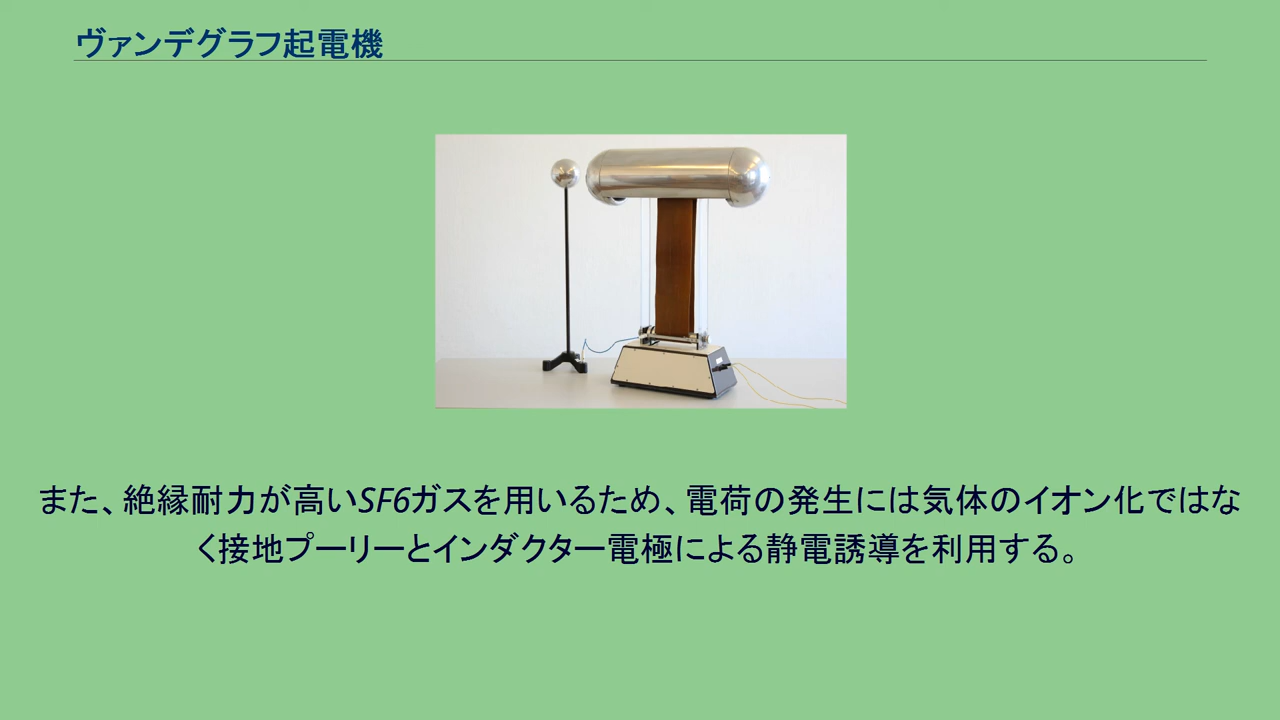 ヴァンデグラフ起電機
また、絶縁耐力が高いSF6ガスを用いるため、電荷の発生には気体のイオン化ではな
く接地プーリーとインダクター電極による静電誘導を利用する。